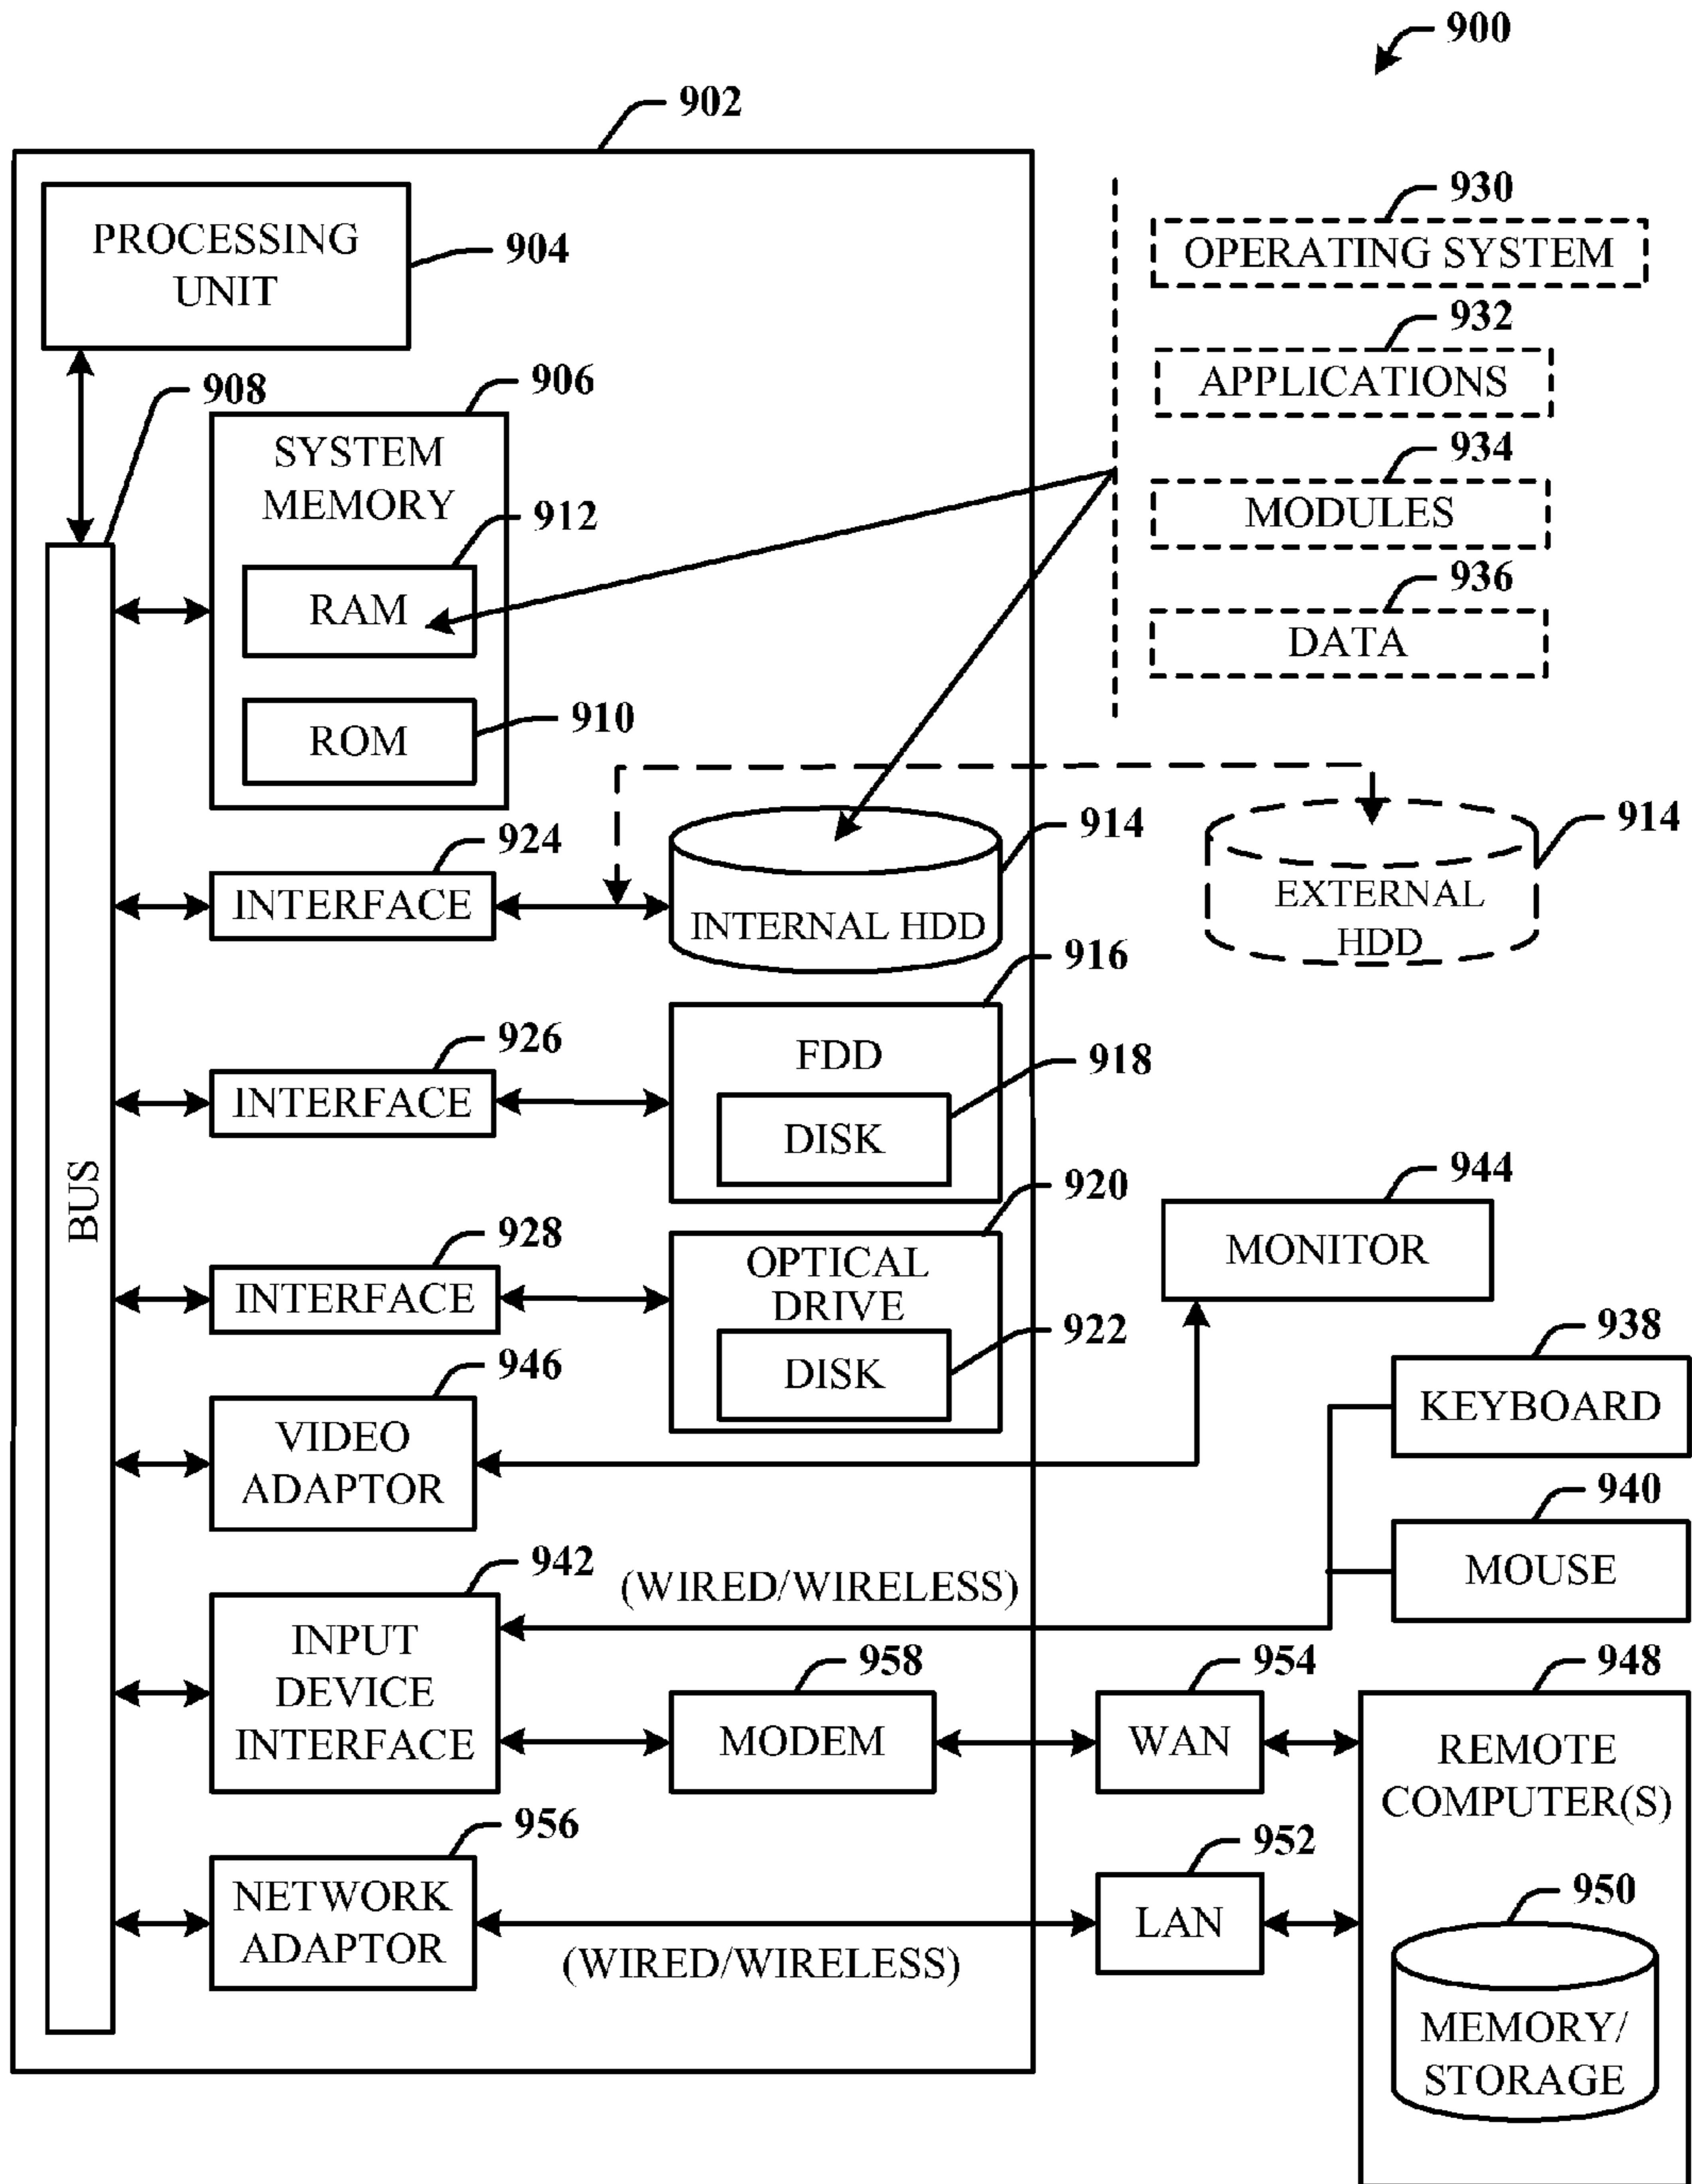 900
902
PROCESSING
UNIT
904
908
906
SYSTEM
MEMORY
912
RAM
910
ROM
930
OPERATING SYSTEM
932
APPLICATIONS
934
MODULES
936
DATA
924
INTERFACE
914
INTERNAL HDD
914
EXTERNAL
HDD
926
INTERFACE
916
FDD
918
DISK
BUS
928
INTERFACE
920
OPTICAL
DRIVE
922
DISK
944
MONITOR
946
VIDEO
ADAPTOR
938
KEYBOARD
940
MOUSE
942
INPUT
DEVICE
INTERFACE
(WIRED/WIRELESS)
958
MODEM
954
WAN
948
REMOTE
COMPUTER(S)
956
NETWORK
ADAPTOR
(WIRED/WIRELESS)
952
LAN
950
MEMORY/
STORAGE